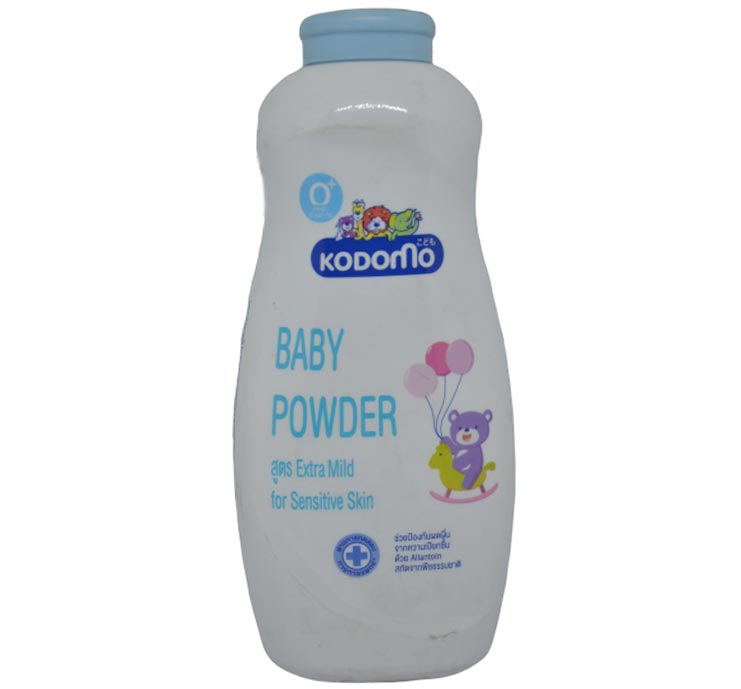 0+
こども
KODOMO
BABY
POWDER
สูตร Extra Mild
for Sensitive Skin
ช่วยป้องกันผดผื่น
จากความเปียกชื้น
ด้วย Allantoin
สกัดจากพืชธรรมชาติ